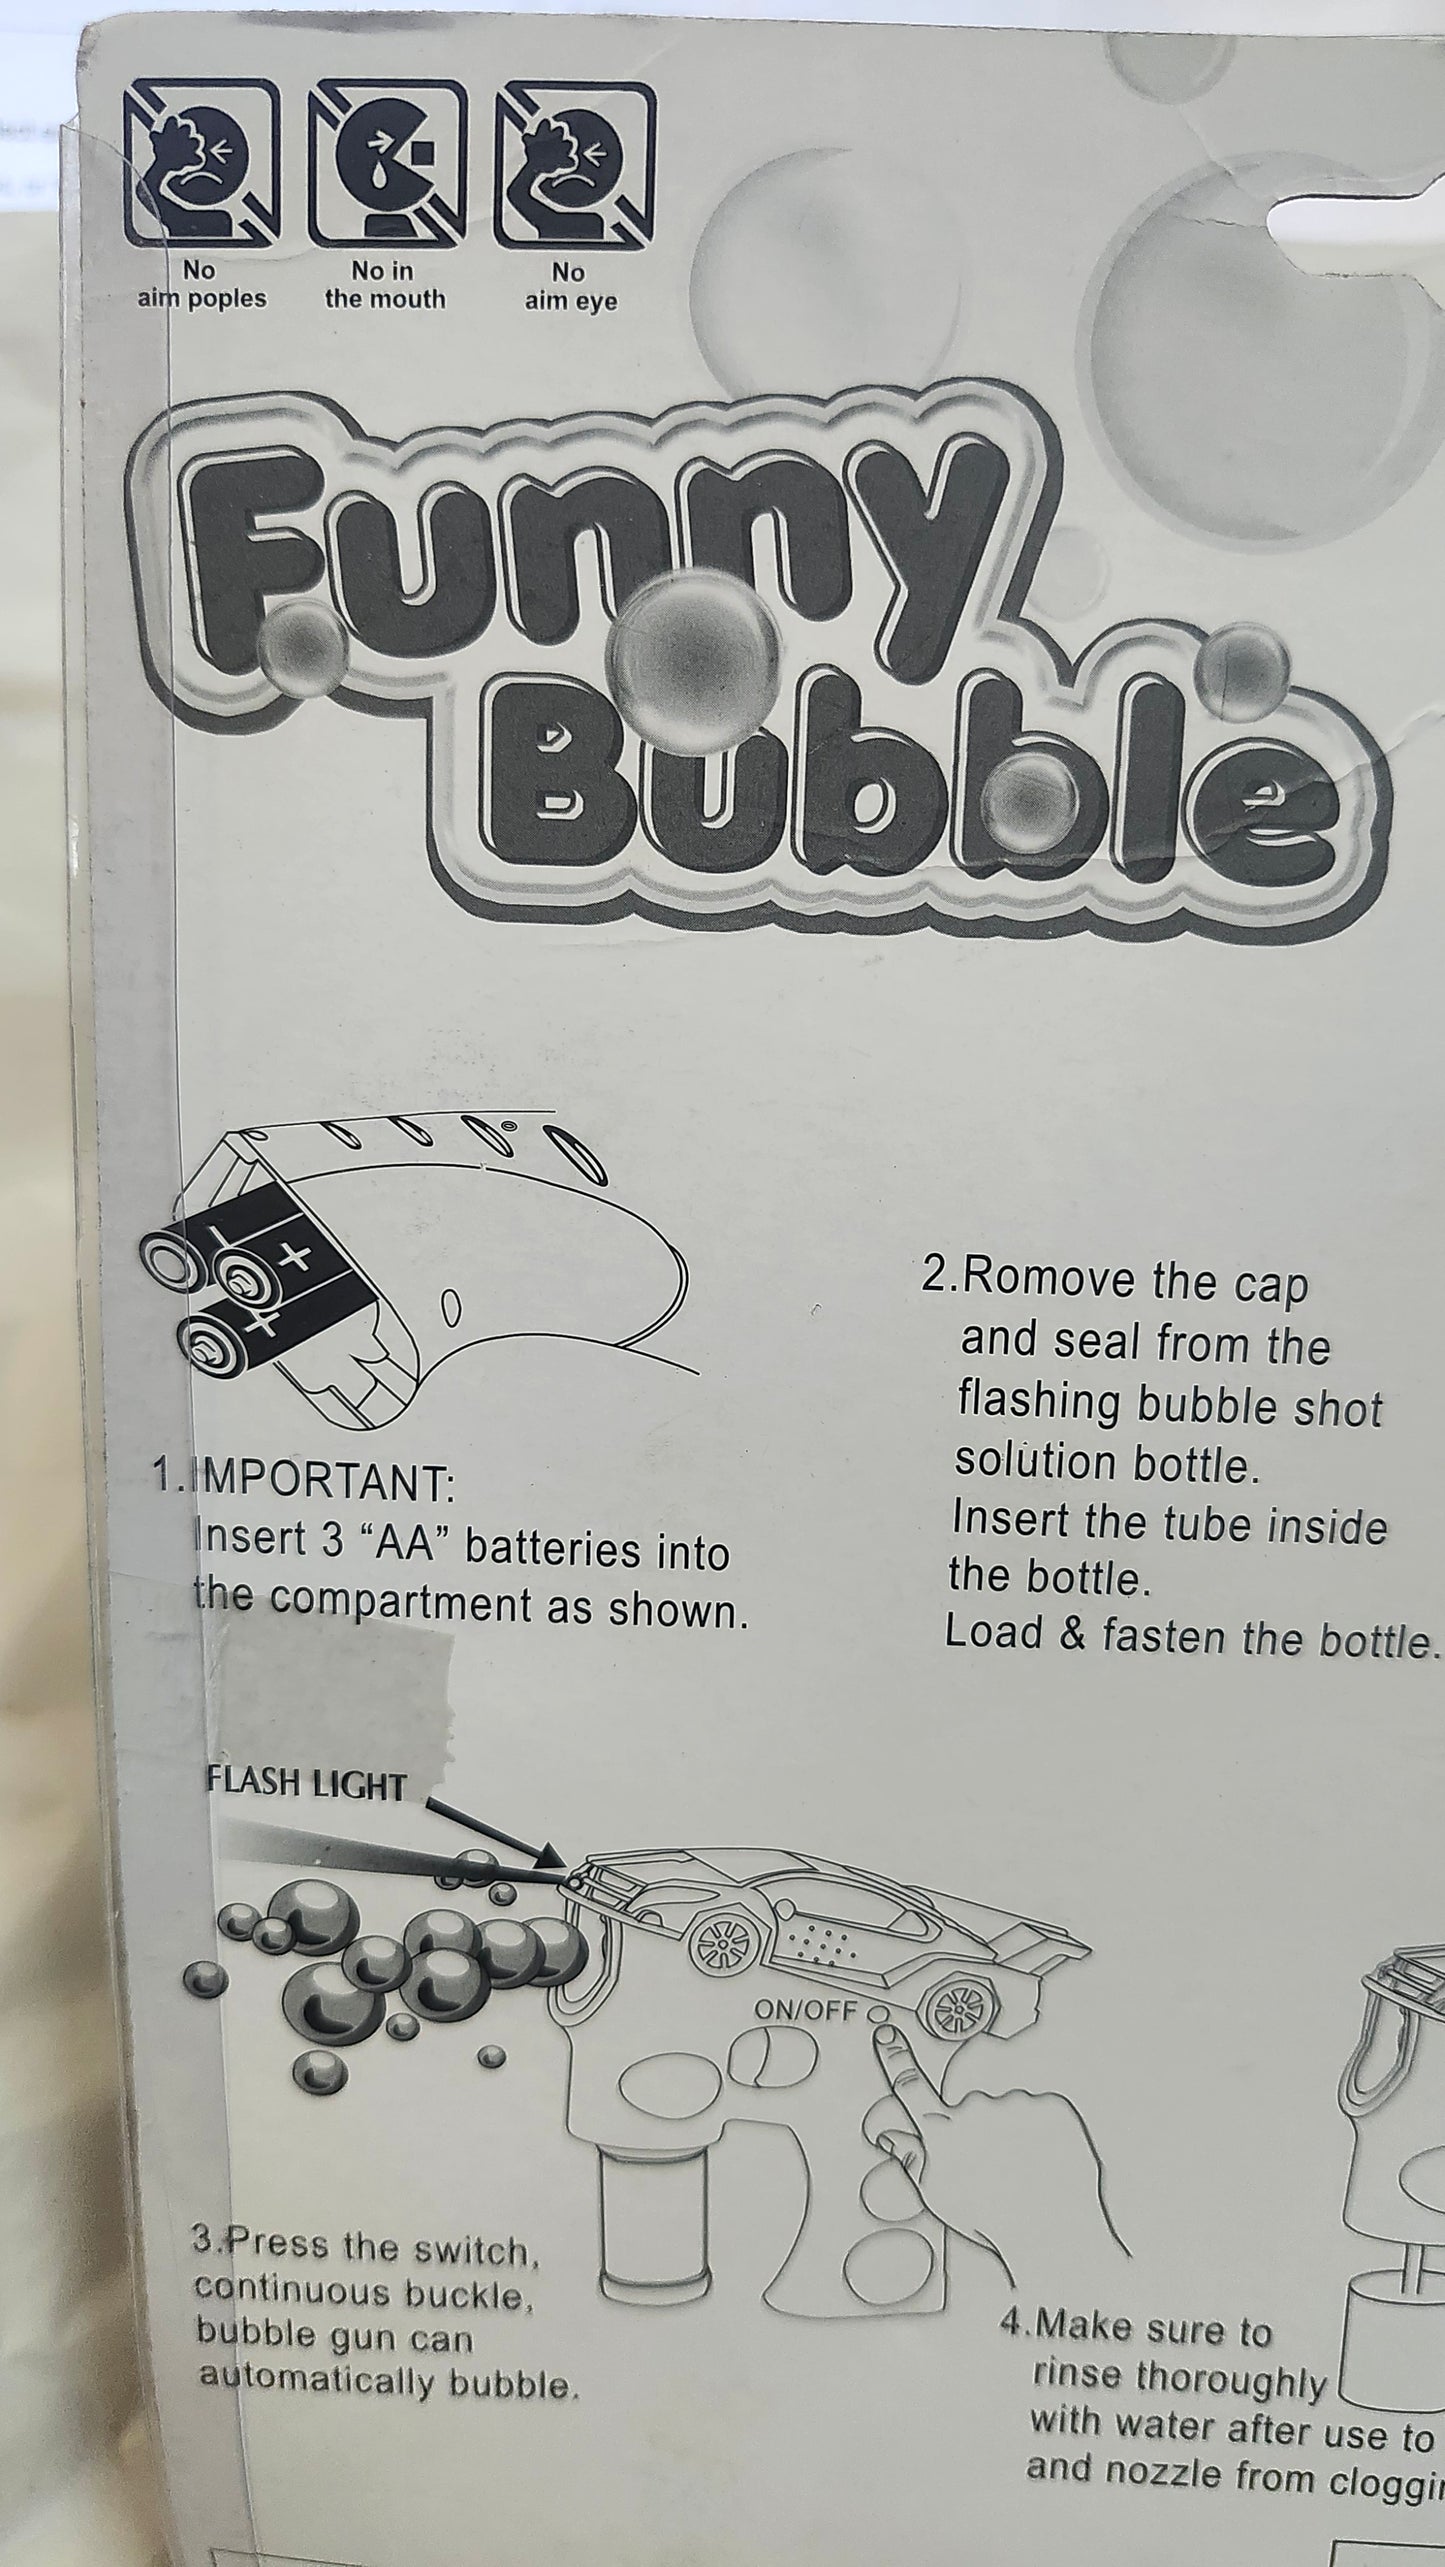 No
aim poples
No in
the mouth
No
aim eye
Funny
Bubble
1.IMPORTANT:
Insert 3 “AA” batteries into
the compartment as shown.
2.Romove the cap
and seal from the
flashing bubble shot
solution bottle.
Insert the tube inside
the bottle.
Load & fasten the bottle.
FLASH LIGHT
ON/OFF
3.Press the switch,
continuous buckle,
bubble gun can
automatically bubble.
4.Make sure to
rinse thoroughly
with water after use to
and nozzle from